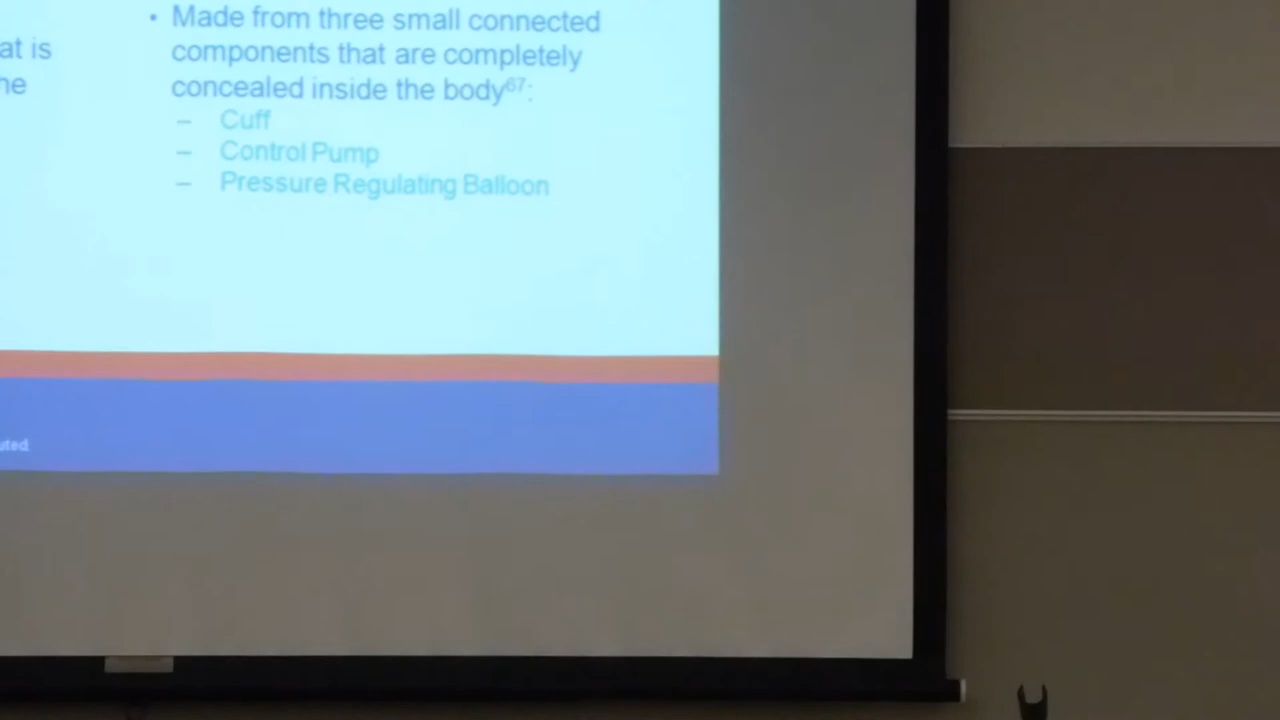 at is
he
• Made from three small connected
components that are completely
concealed inside the body67:
– Cuff
– Control Pump
– Pressure Regulating Balloon
uted